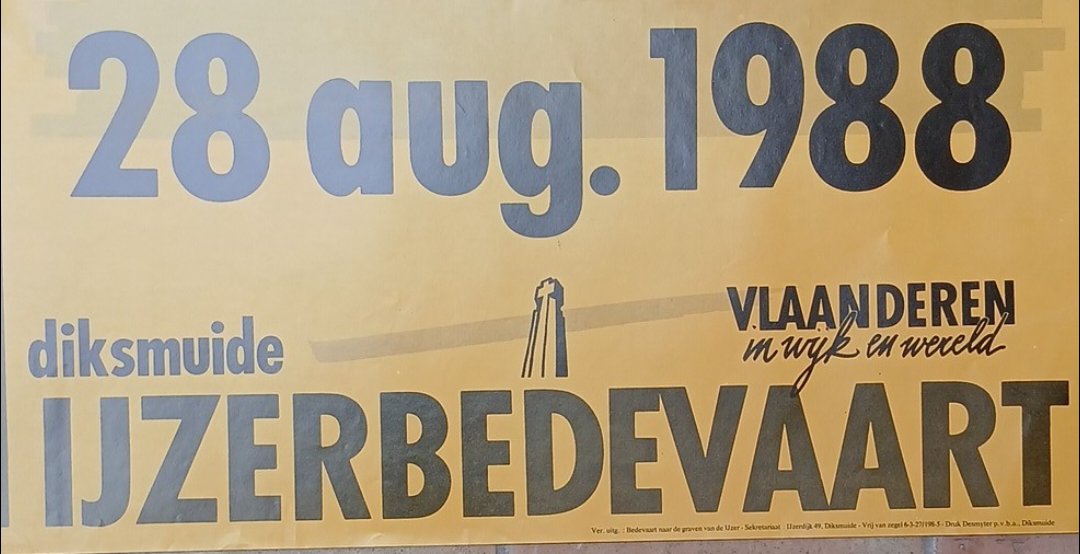 28 aug. 1988
diksmuide
VLAANDEREN
in wijk en wereld
IJZERBEDEVAART
Ver. uitg. : Bedevaart naar de graven van de IJzer - Sekretariaat : IJzerdijk 49, Diksmuide - Vrij van zegel 6-3-27/198-5 - Druk Desmyter p.v.b.a., Diksmuide